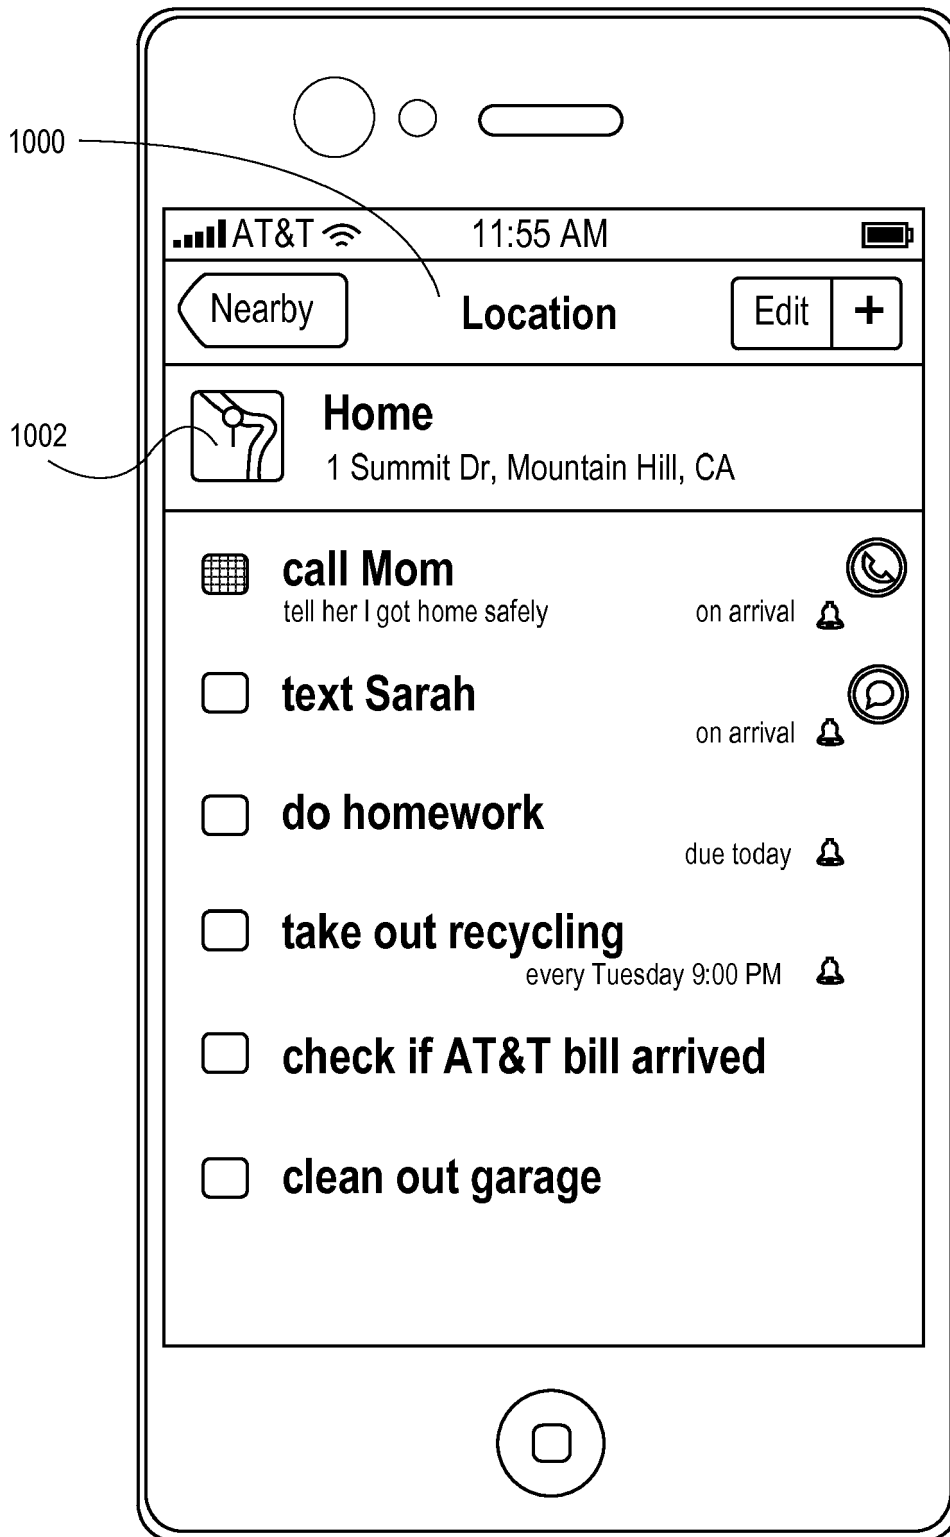 1000
AT&T 11:55 AM
Nearby Location Edit +
1002
Home
1 Summit Dr, Mountain Hill, CA
call Mom
tell her I got home safely on arrival
text Sarah
on arrival
do homework
due today
take out recycling
every Tuesday 9:00 PM
check if AT&T bill arrived
clean out garage